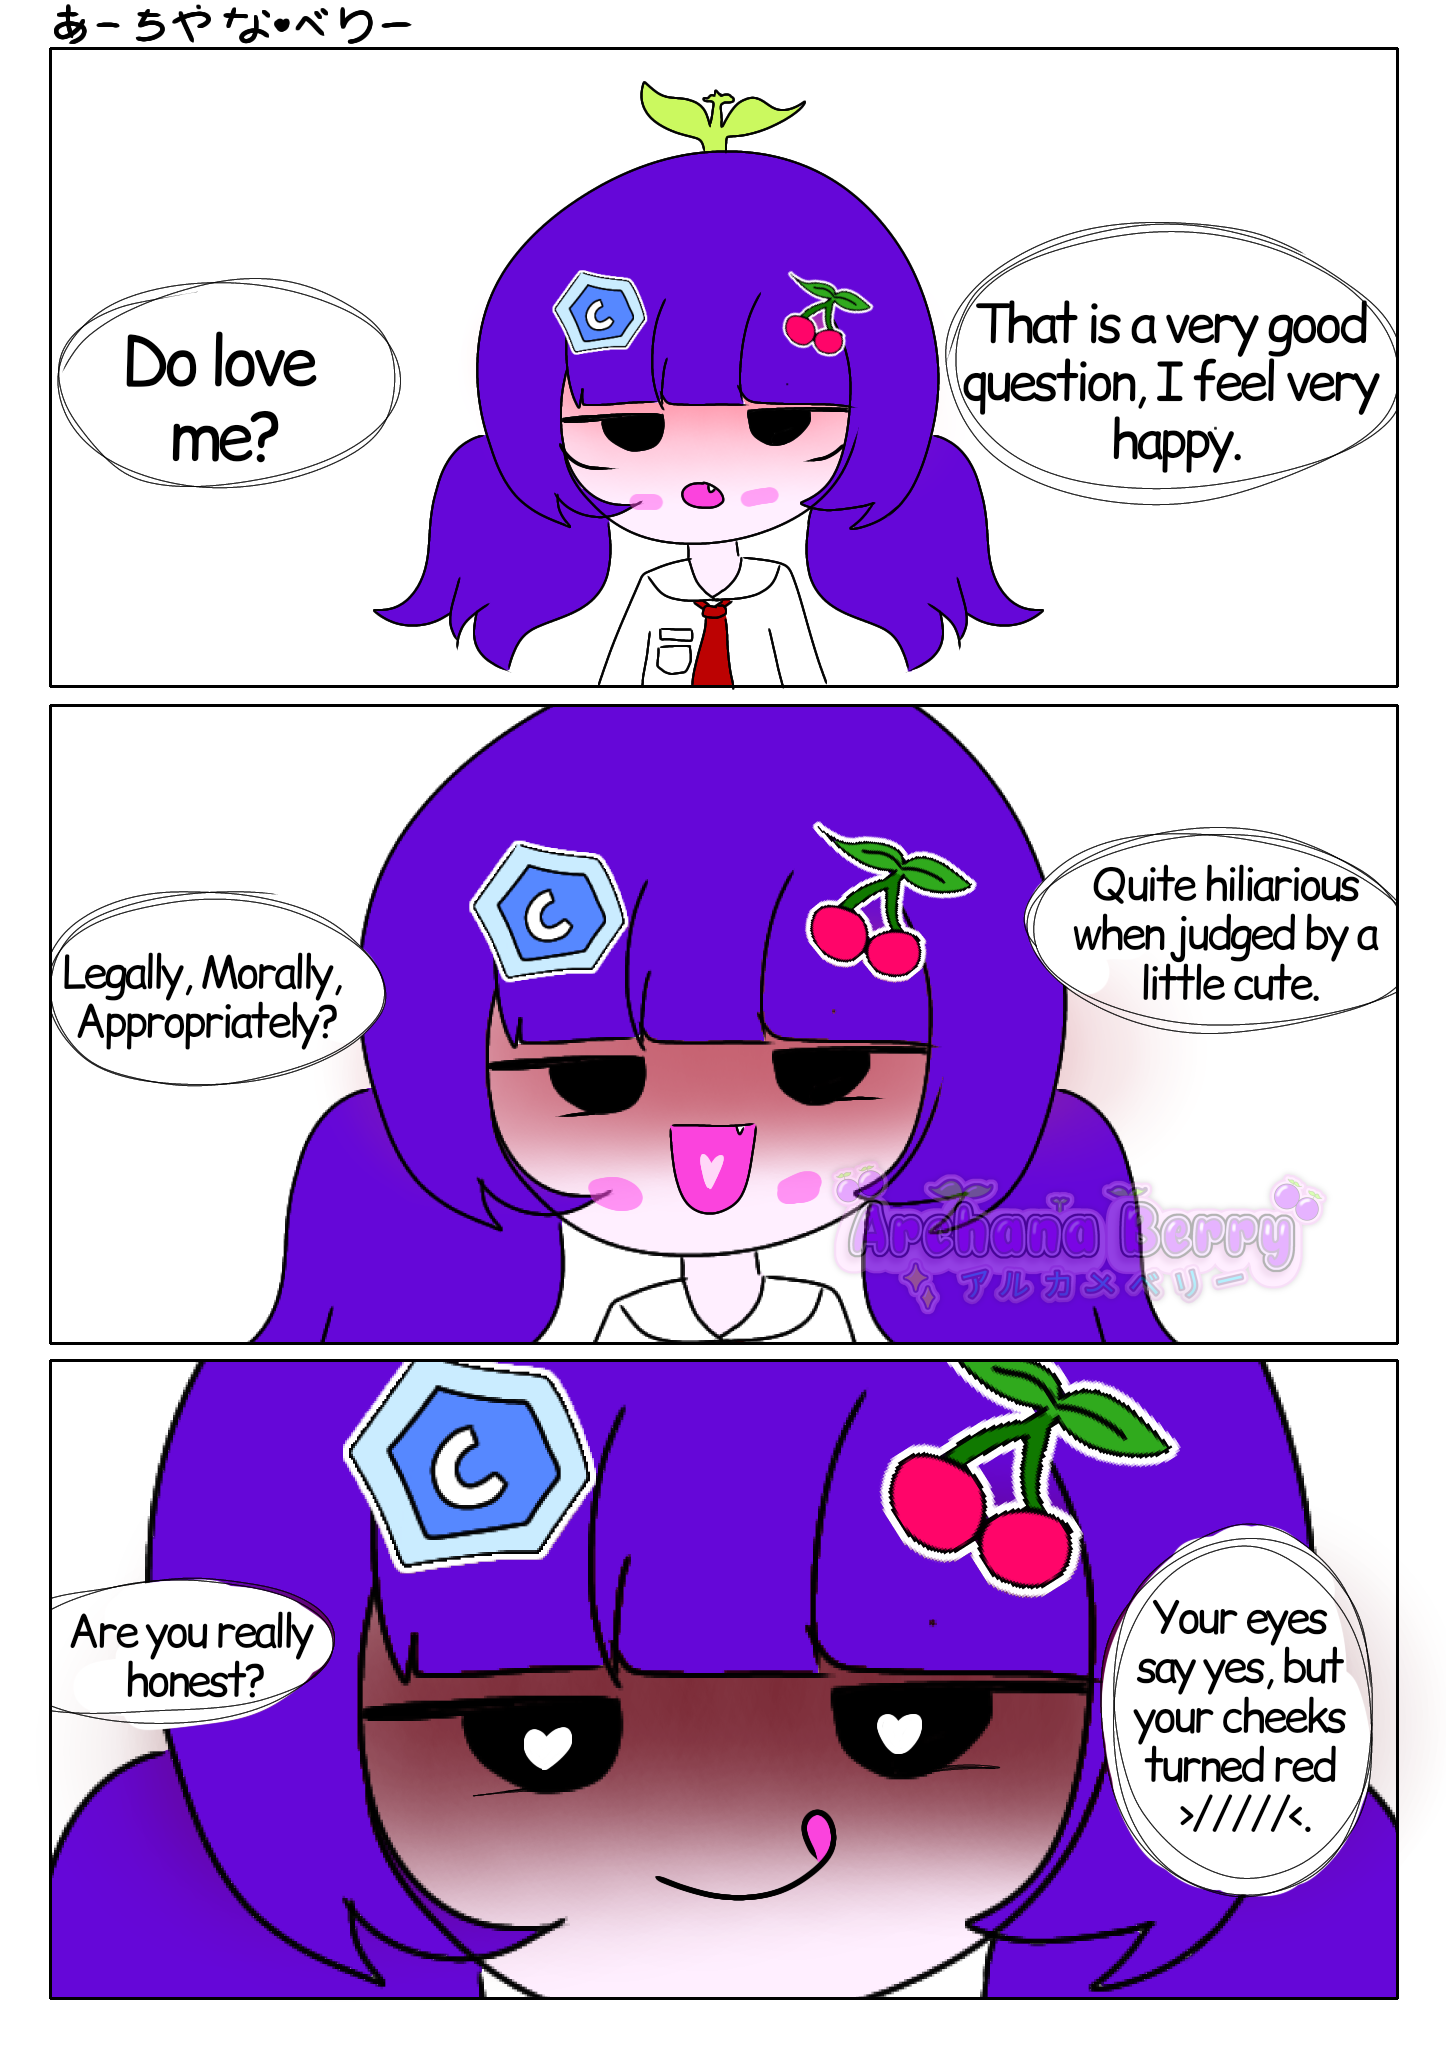 あーちやな♥べりー
Do love
me?
That is a very good
question, I feel very
happy.
C
Legally, Morally,
Appropriately?
Quite hiliarious
when judged by a
little cute.
C
Archana Berry
アルカメベリー
C
Are you really
honest?
Your eyes
say yes, but
your cheeks
turned red
>/////<.